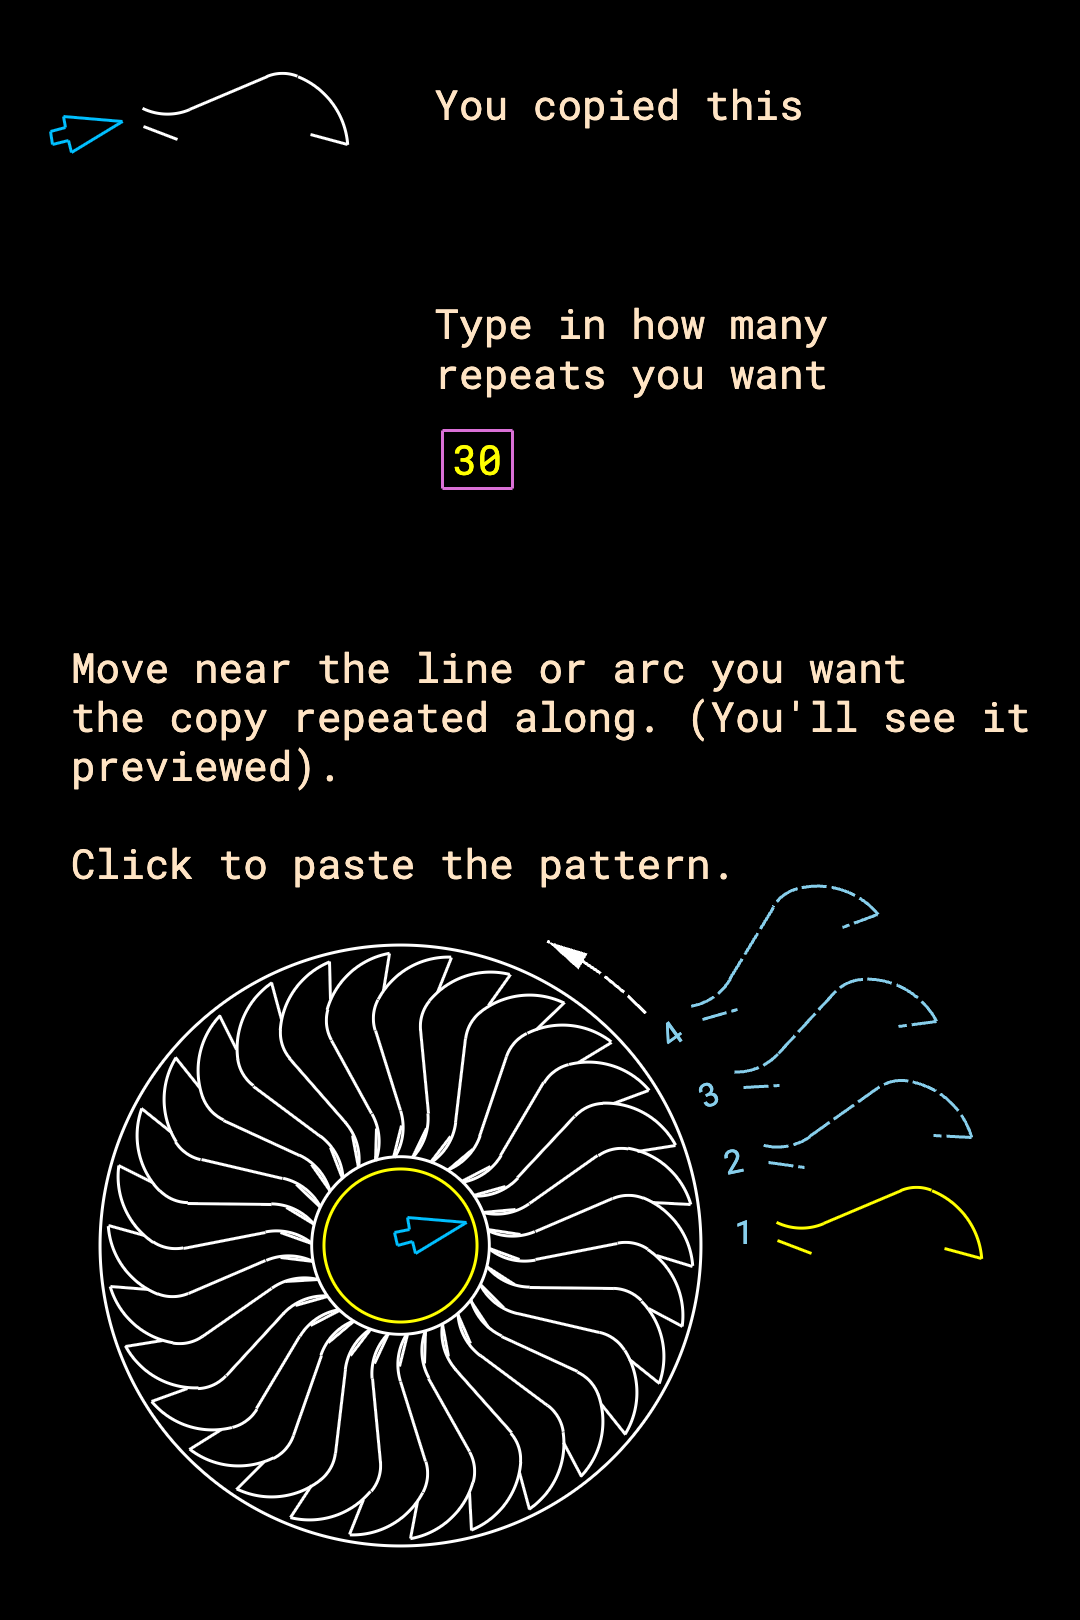 You copied this
Type in how many
repeats you want
30
Move near the line or arc you want
the copy repeated along. (You'll see it
previewed).
Click to paste the pattern.
4
3
2
1